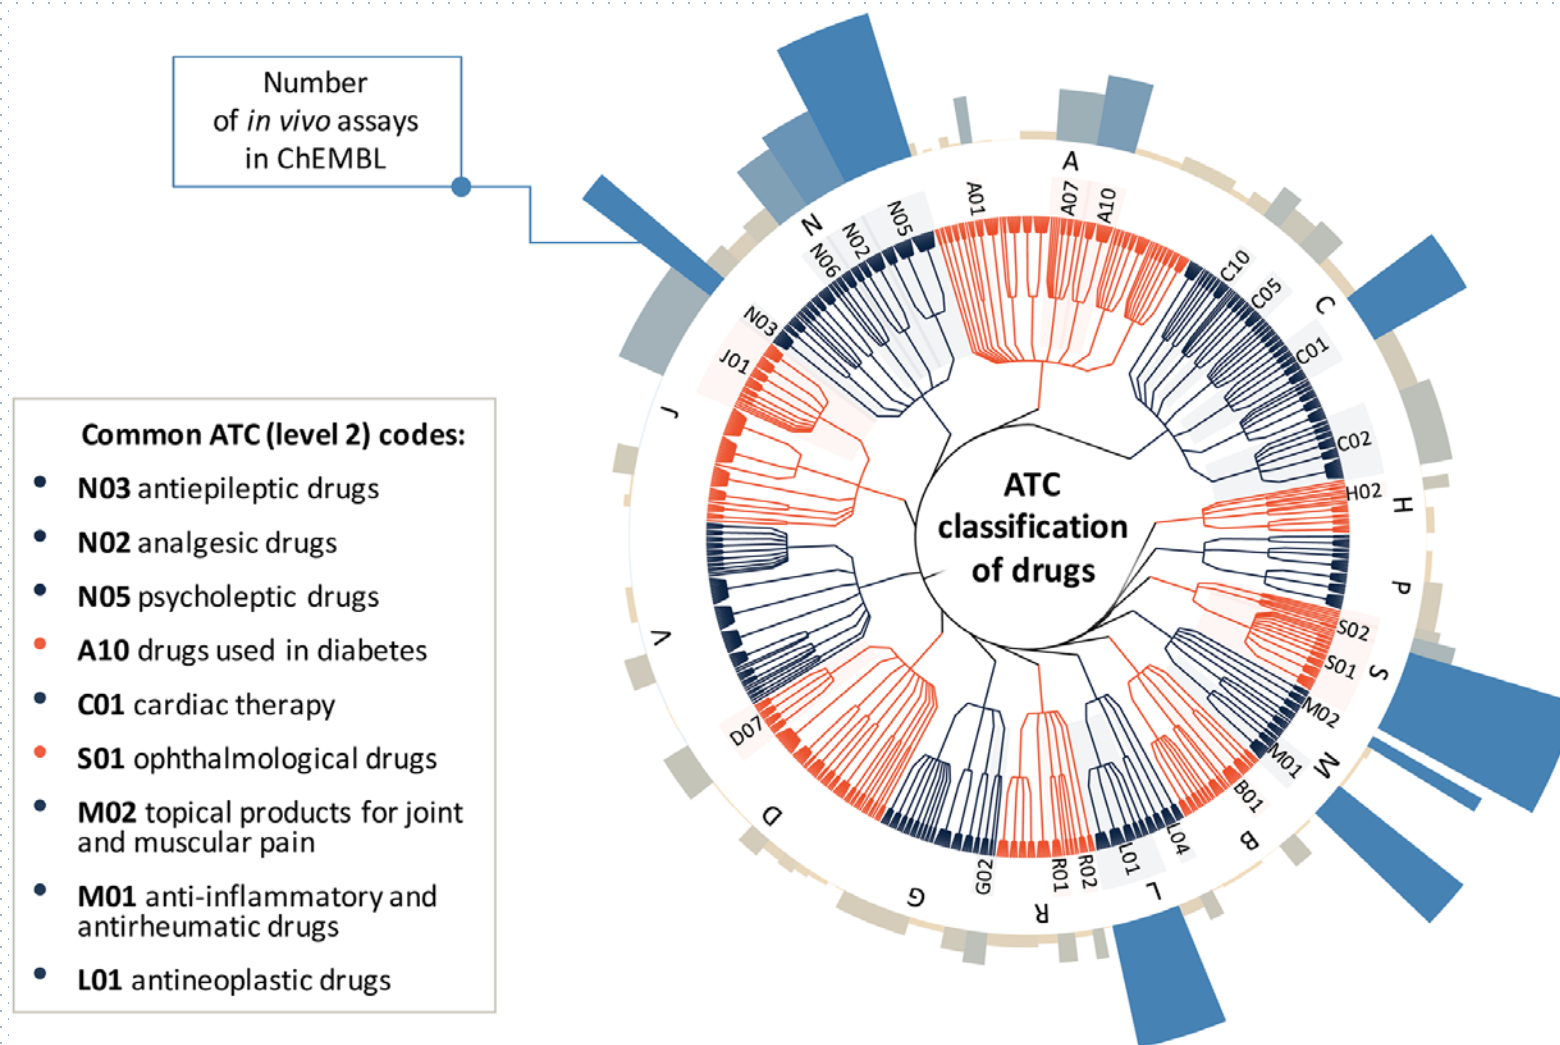 Number
of in vivo assays
in ChEMBL
Common ATC (level 2) codes:
N03 antiepileptic drugs
N02 analgesic drugs
N05 psycholeptic drugs
A10 drugs used in diabetes
C01 cardiac therapy
S01 ophthalmological drugs
M02 topical products for joint
and muscular pain
M01 anti-inflammatory and
antirheumatic drugs
L01 antineoplastic drugs
ATC
classification
of drugs
A
A01
A07
A10
C
C10
C05
C01
C02
H
H02
P
S
S02
S01
M
M02
M01
B
B01
L
L04
L01
R
R02
R01
G
G02
D
D07
V
J
J01
N
N03
N06
N02
N05